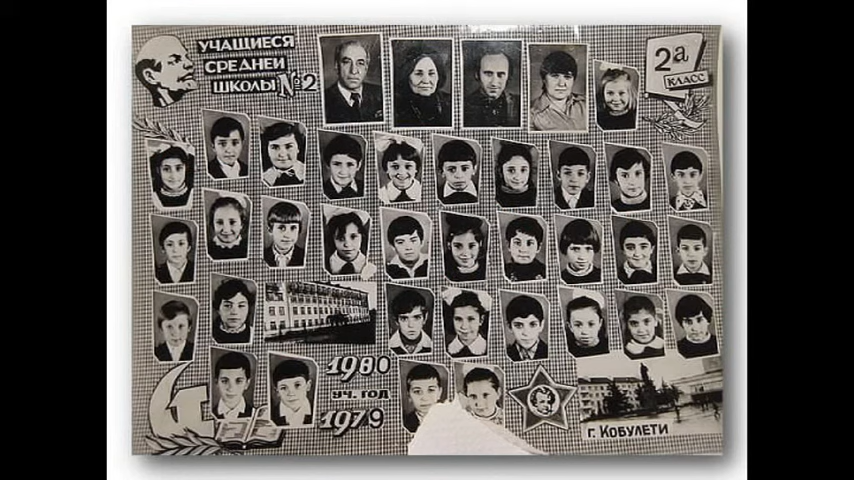 УЧАЩИЕСЯ
СРЕДНЕЙ
ШКОЛЫ №2
2а
КЛАСС
1980
УЧ. ГОД
1979
г. КОБУЛЕТИ